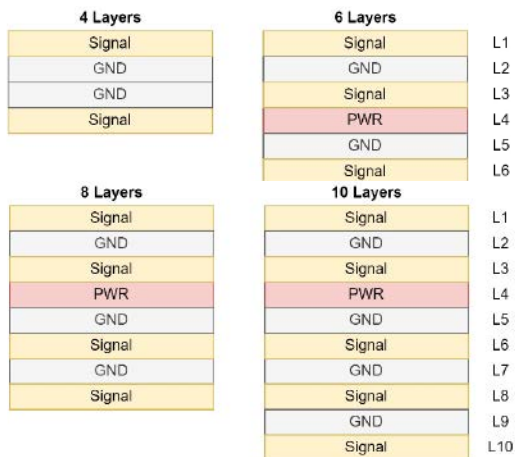 4 Layers
Signal
GND
GND
Signal
6 Layers
Signal L1
GND L2
Signal L3
PWR L4
GND L5
Signal L6
8 Layers
Signal
GND
Signal
PWR
GND
Signal
GND
Signal
10 Layers
Signal L1
GND L2
Signal L3
PWR L4
GND L5
Signal L6
GND L7
Signal L8
GND L9
Signal L10